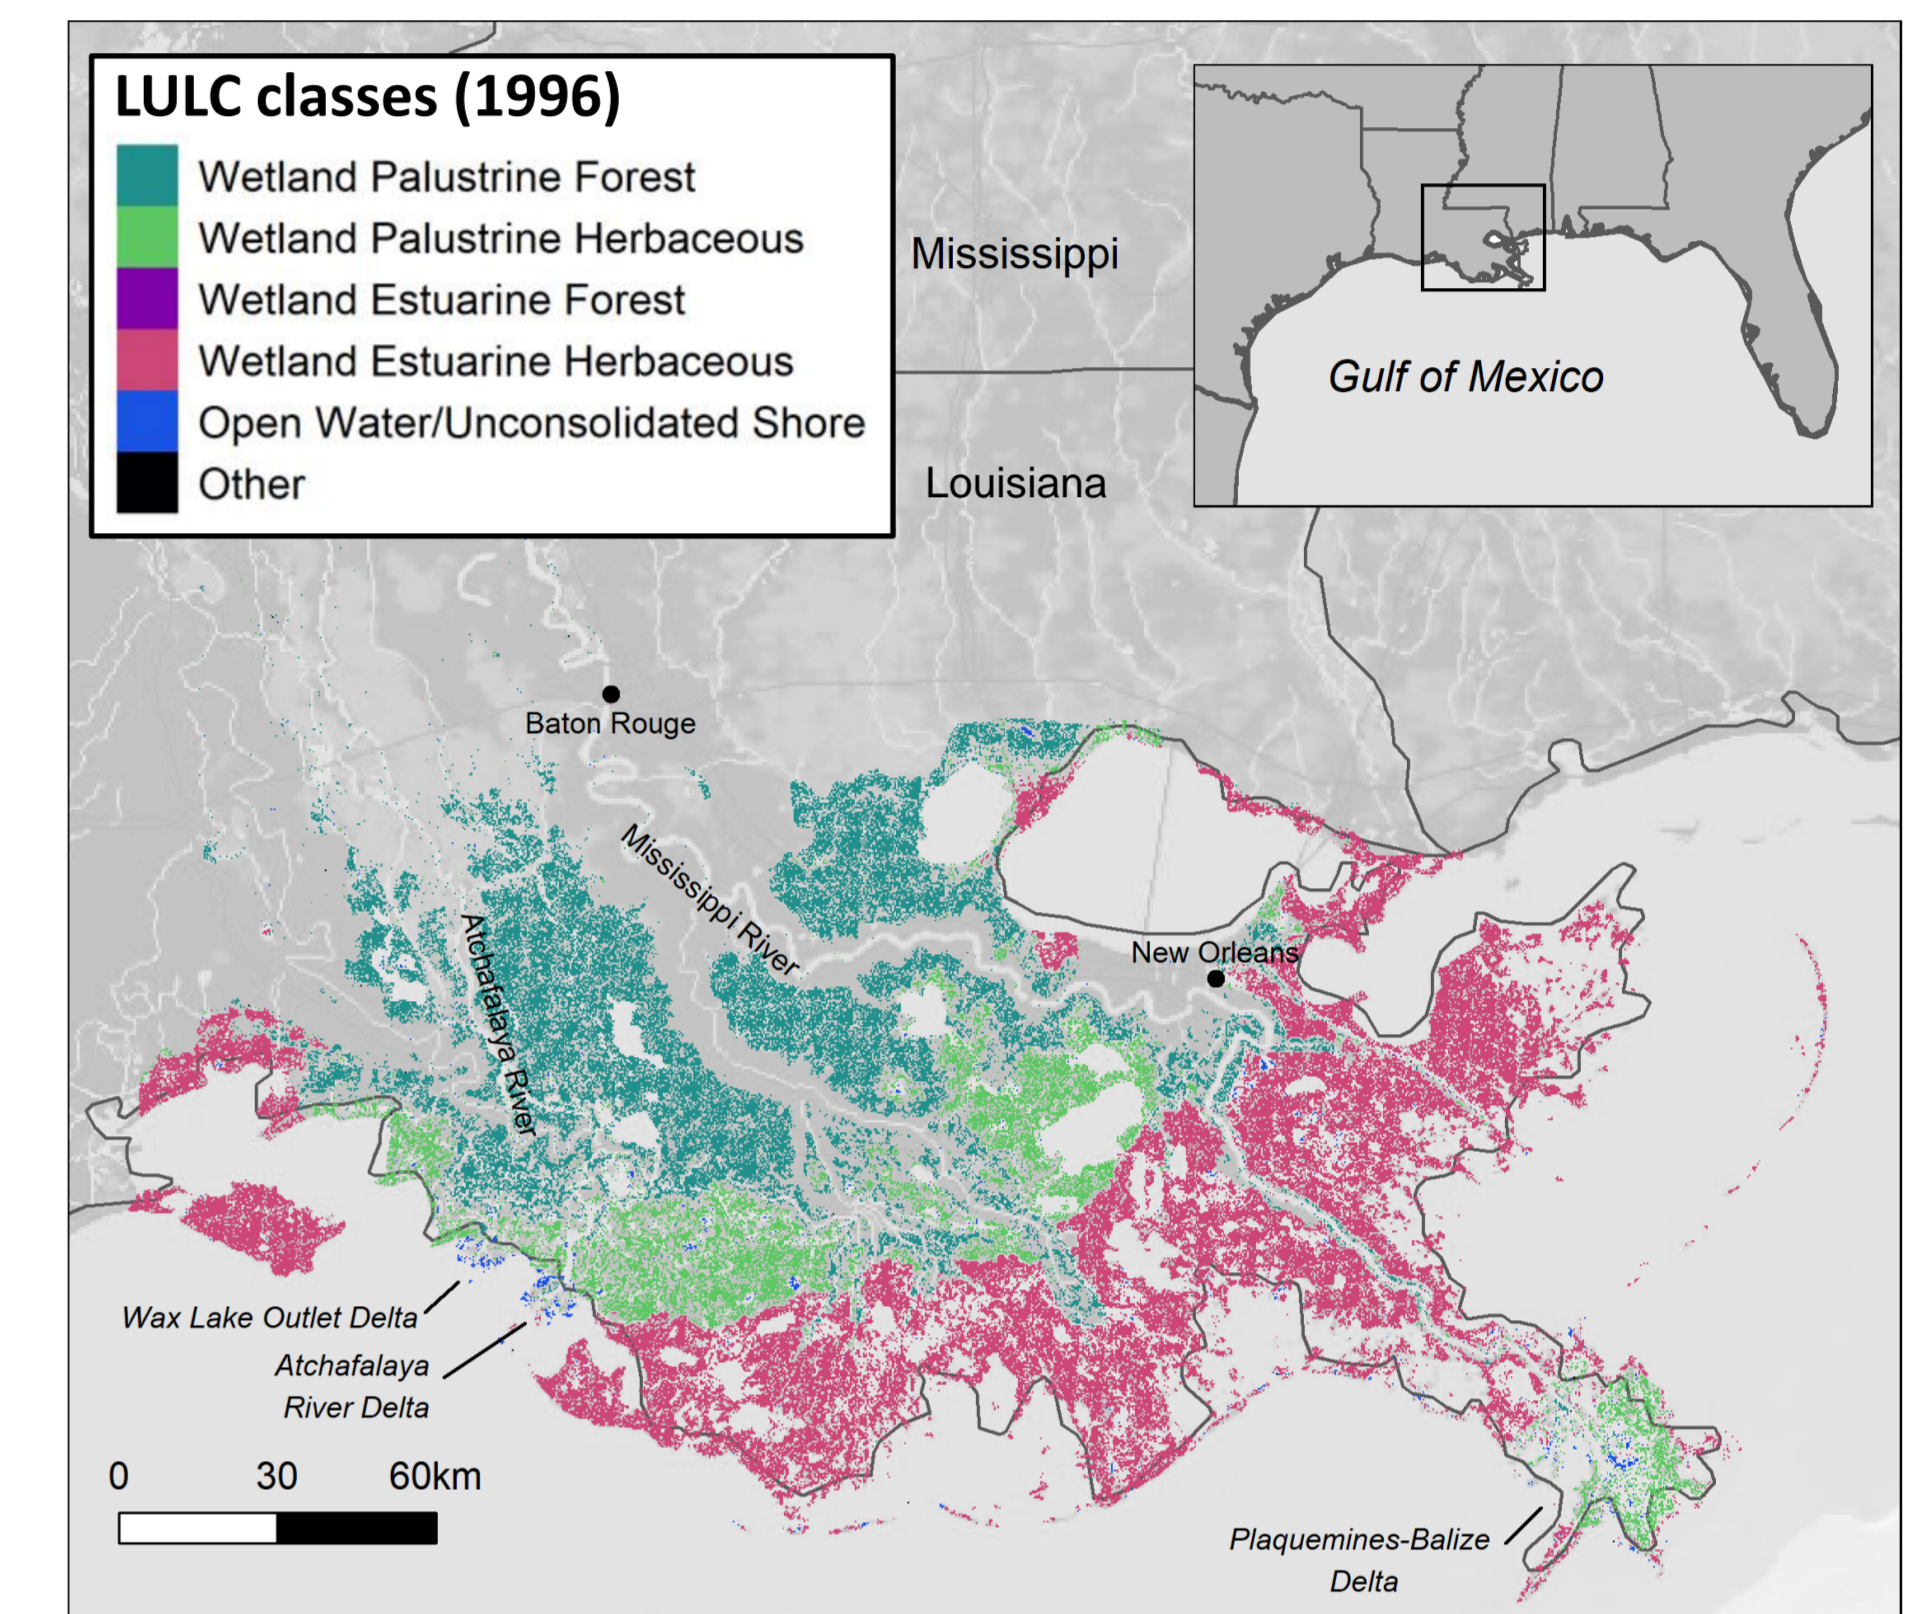 LULC classes (1996)
Wetland Palustrine Forest
Wetland Palustrine Herbaceous
Wetland Estuarine Forest
Wetland Estuarine Herbaceous
Open Water/Unconsolidated Shore
Other
Mississippi
Louisiana
Gulf of Mexico
Baton Rouge
Mississippi River
Atchafalaya River
New Orleans
Wax Lake Outlet Delta
Atchafalaya
River Delta
0 30 60km
Plaquemines-Balize
Delta